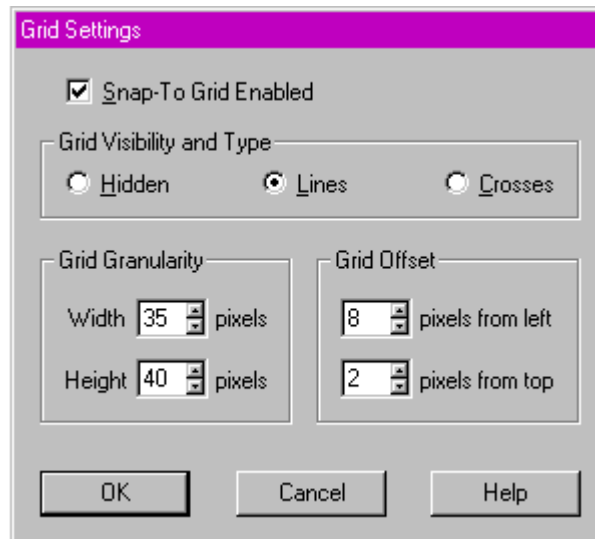 Grid Settings
Snap-To Grid Enabled
Grid Visibility and Type
Hidden Lines Crosses
Grid Granularity
Width 35 pixels
Height 40 pixels
Grid Offset
8 pixels from left
2 pixels from top
OK Cancel Help